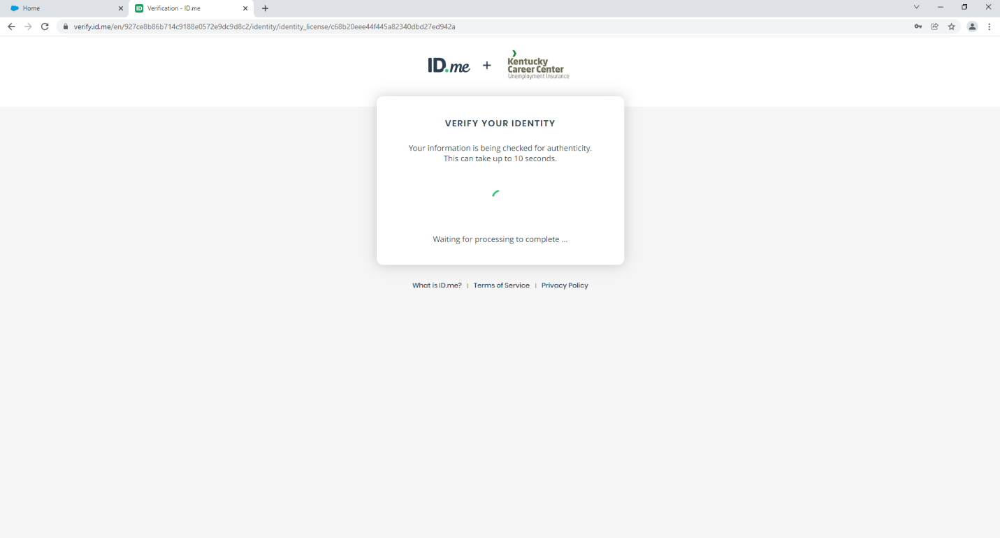 Home
ID Verification - ID.me
verify.id.me/en/927ce8b86b714c9188e0572e9dc9d8c2/identity/identity_license/c68b20eee44f445a82340dbd27ed942a
ID.me + Kentucky
Career Center
Unemployment Insurance
VERIFY YOUR IDENTITY
Your information is being checked for authenticity.
This can take up to 10 seconds.
Waiting for processing to complete ...
What is ID.me? | Terms of Service | Privacy Policy